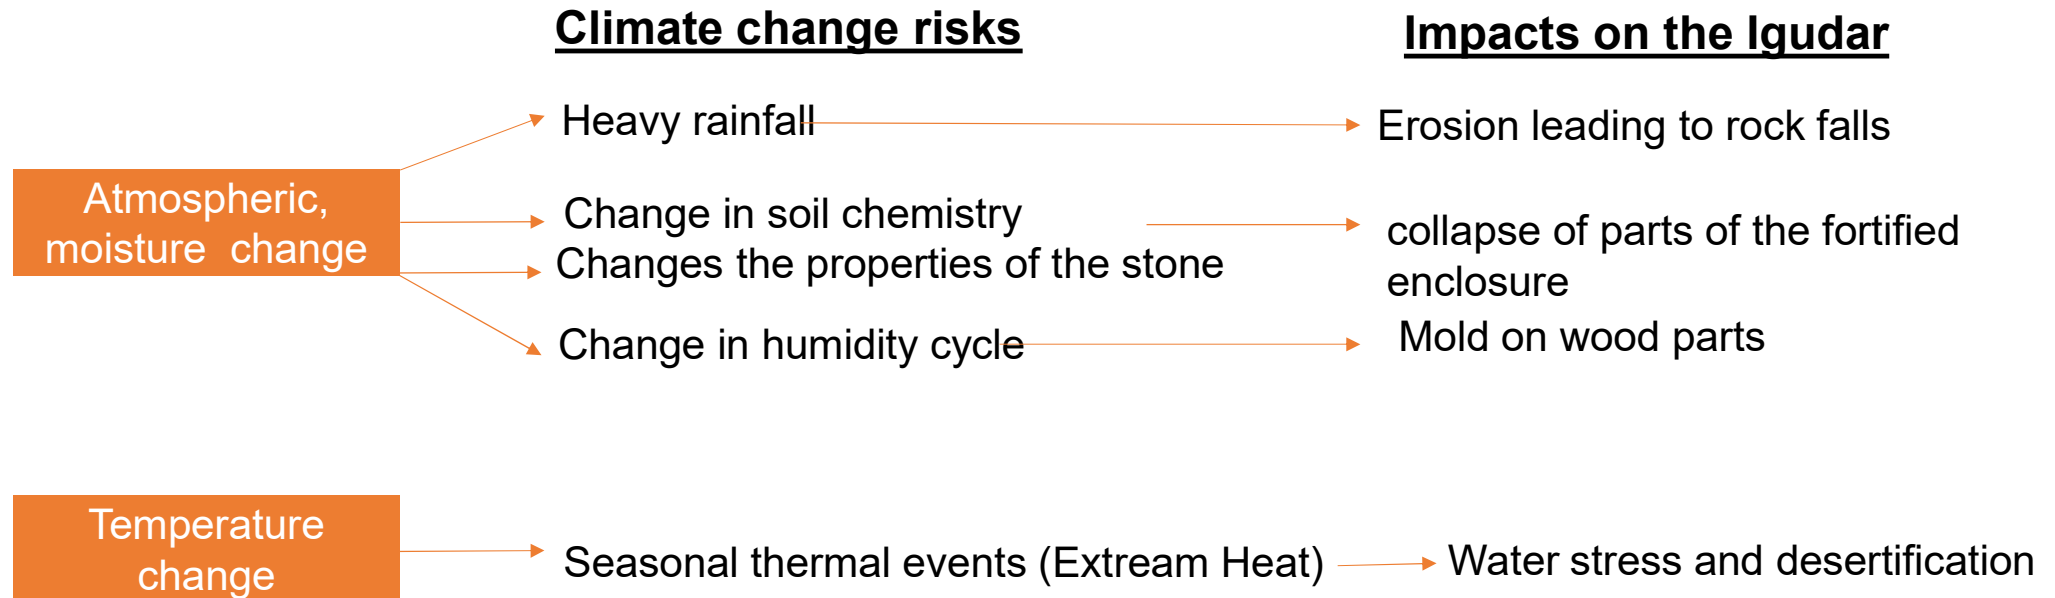 Climate change risks
Impacts on the Igudar
Atmospheric,
moisture change
Heavy rainfall
Erosion leading to rock falls
Change in soil chemistry
Changes the properties of the stone
collapse of parts of the fortified
enclosure
Change in humidity cycle
Mold on wood parts
Temperature
change
Seasonal thermal events (Extream Heat)
Water stress and desertification